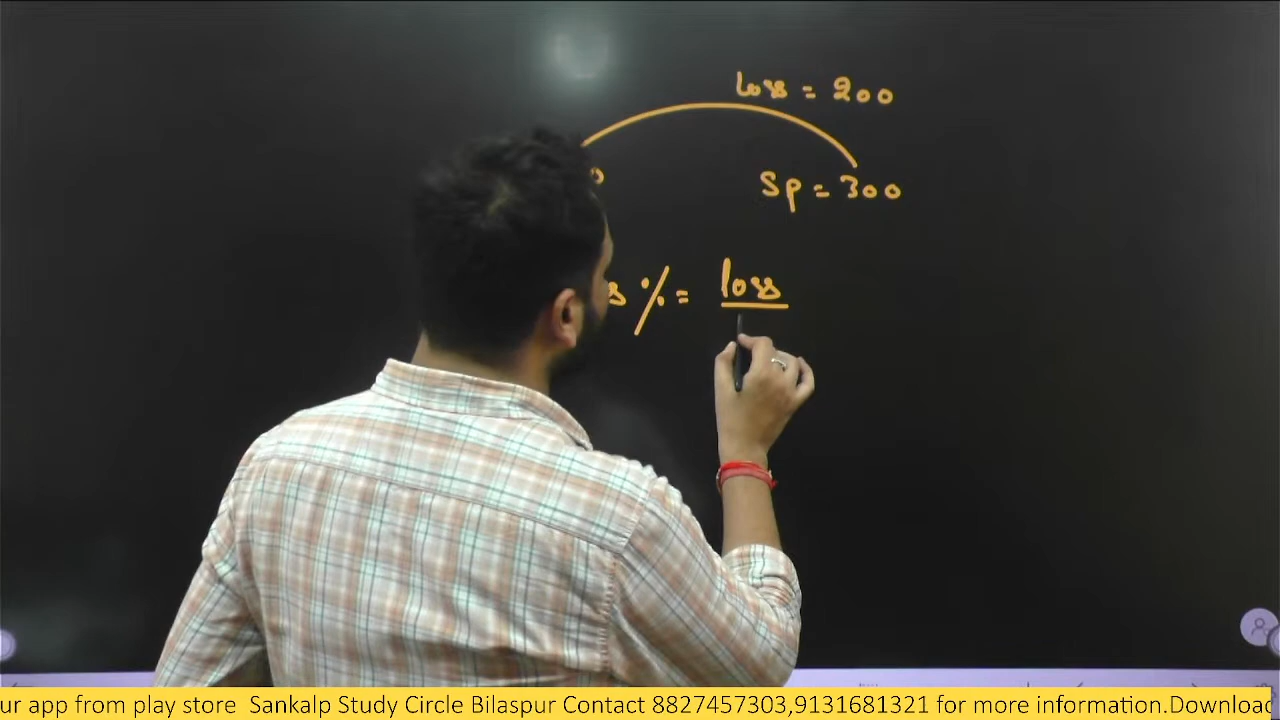 loss = 200
SP = 300
% = loss
ur app from play store Sankalp Study Circle Bilaspur Contact 8827457303,9131681321 for more information.Download